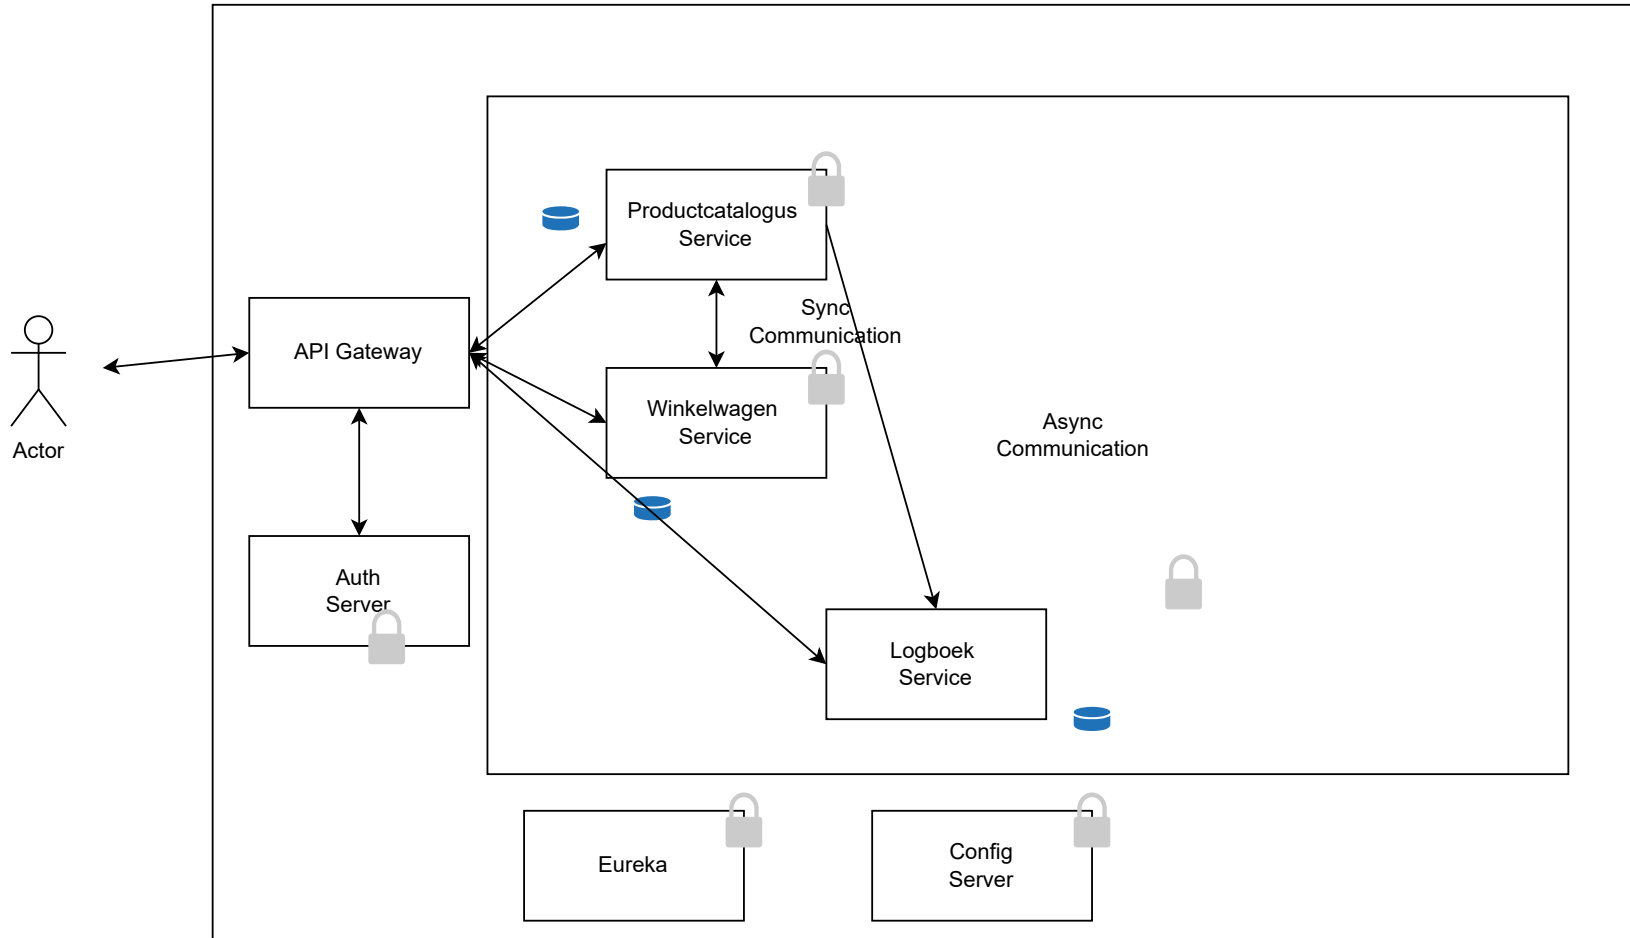 Productcatalogus
Service
Sync
Communication
API Gateway
Winkelwagen
Service
Async
Communication
Actor
Auth
Server
Logboek
Service
Eureka
Config
Server